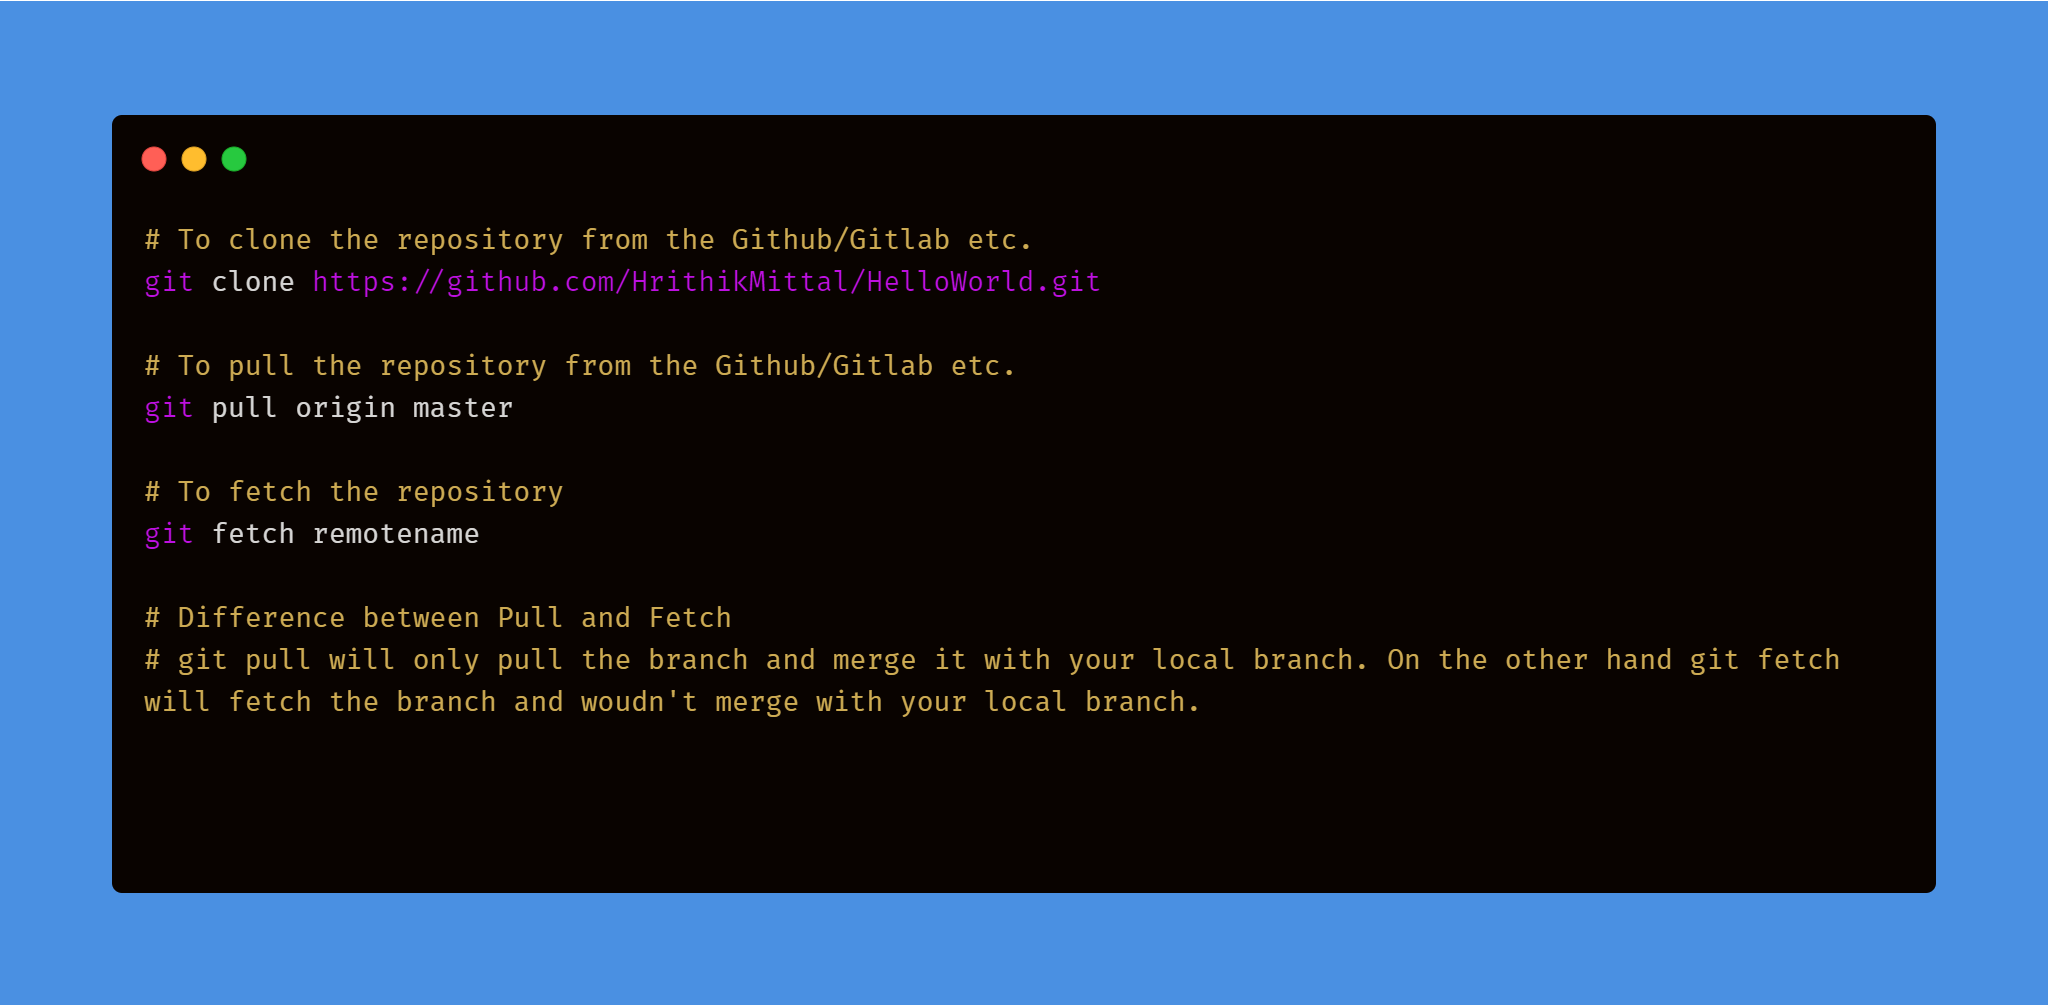 # To clone the repository from the Github/Gitlab etc.
git clone https://github.com/HrithikMittal/HelloWorld.git
# To pull the repository from the Github/Gitlab etc.
git pull origin master
# To fetch the repository
git fetch remotename
# Difference between Pull and Fetch
# git pull will only pull the branch and merge it with your local branch. On the other hand git fetch
will fetch the branch and woudn't merge with your local branch.